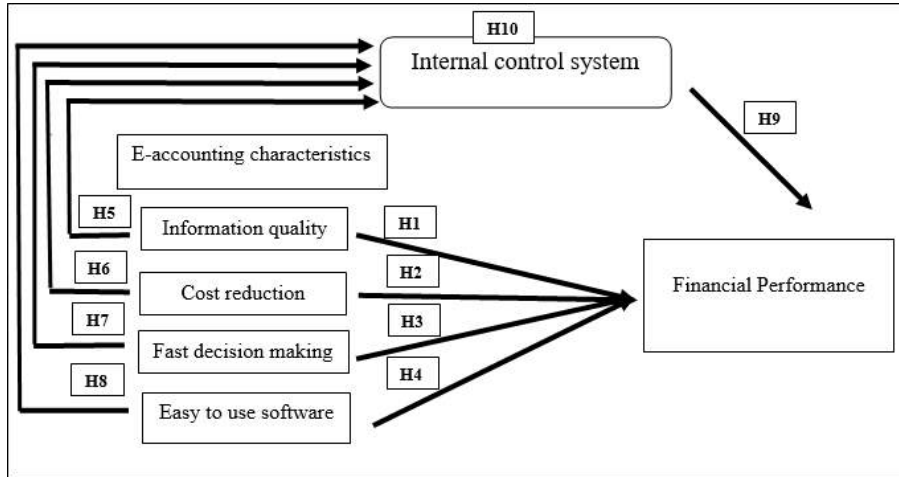 H10
Internal control system
H9
E-accounting characteristics
H5
Information quality
H1
H6
Cost reduction
H2
Financial Performance
H7
Fast decision making
H3
H8
Easy to use software
H4